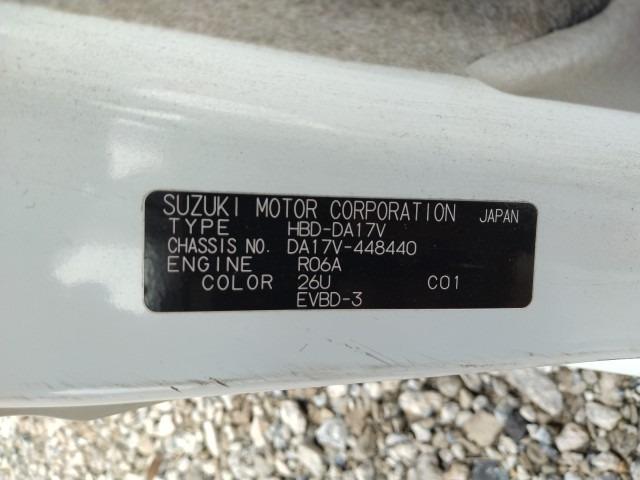 SUZUKI MOTOR CORPORATION JAPAN
TYPE HBD-DA17V
CHASSIS NO. DA17V-448440
ENGINE R06A
COLOR 26U C01
EVBD-3